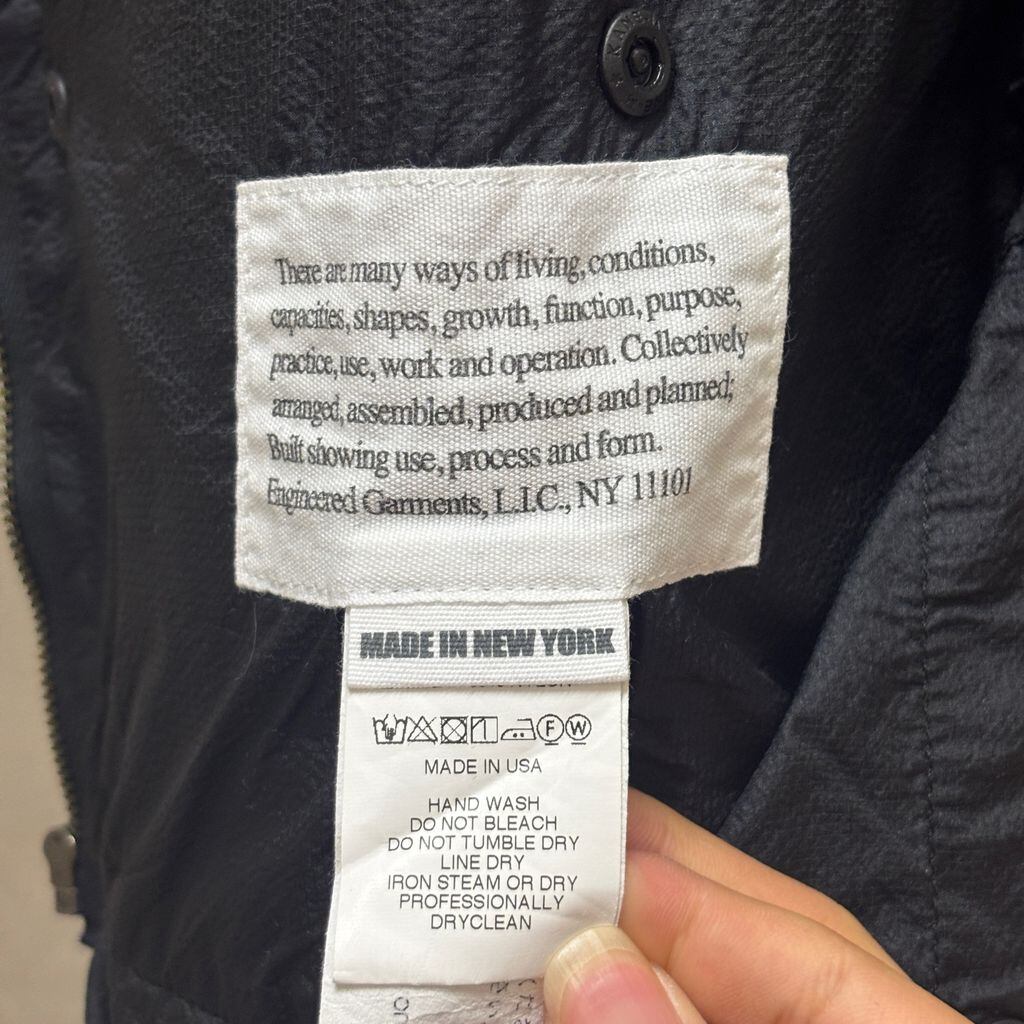 There are many ways of living, conditions,
capacities, shapes, growth, function, purpose,
practice, use, work and operation. Collectively
arranged, assembled, produced and planned;
Built showing use, process and form.
Engineered Garments, L.I.C., NY 11101
MADE IN NEW YORK
F W
MADE IN USA
HAND WASH
DO NOT BLEACH
DO NOT TUMBLE DRY
LINE DRY
IRON STEAM OR DRY
PROFESSIONALLY
DRYCLEAN